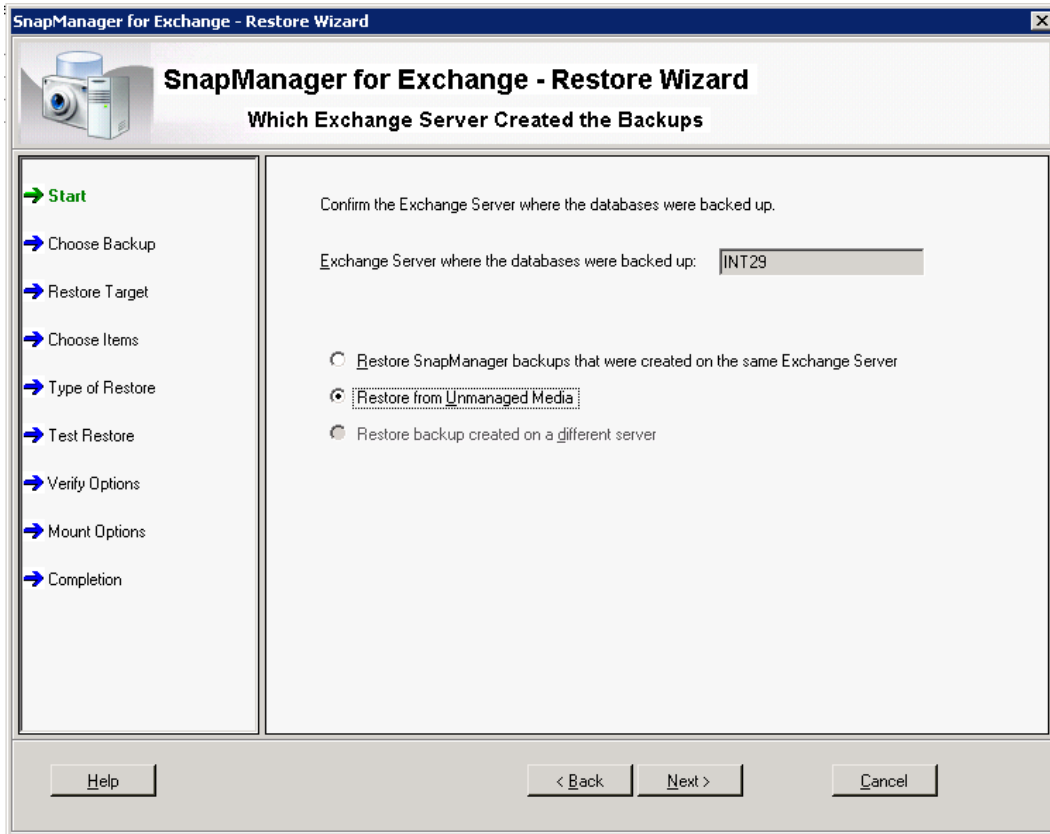 SnapManager for Exchange - Restore Wizard
SnapManager for Exchange - Restore Wizard
Which Exchange Server Created the Backups
Start
Choose Backup
Restore Target
Choose Items
Type of Restore
Test Restore
Verify Options
Mount Options
Completion
Confirm the Exchange Server where the databases were backed up.
Exchange Server where the databases were backed up: INT29
Restore SnapManager backups that were created on the same Exchange Server
Restore from Unmanaged Media
Restore backup created on a different server
Help
< Back
Next >
Cancel